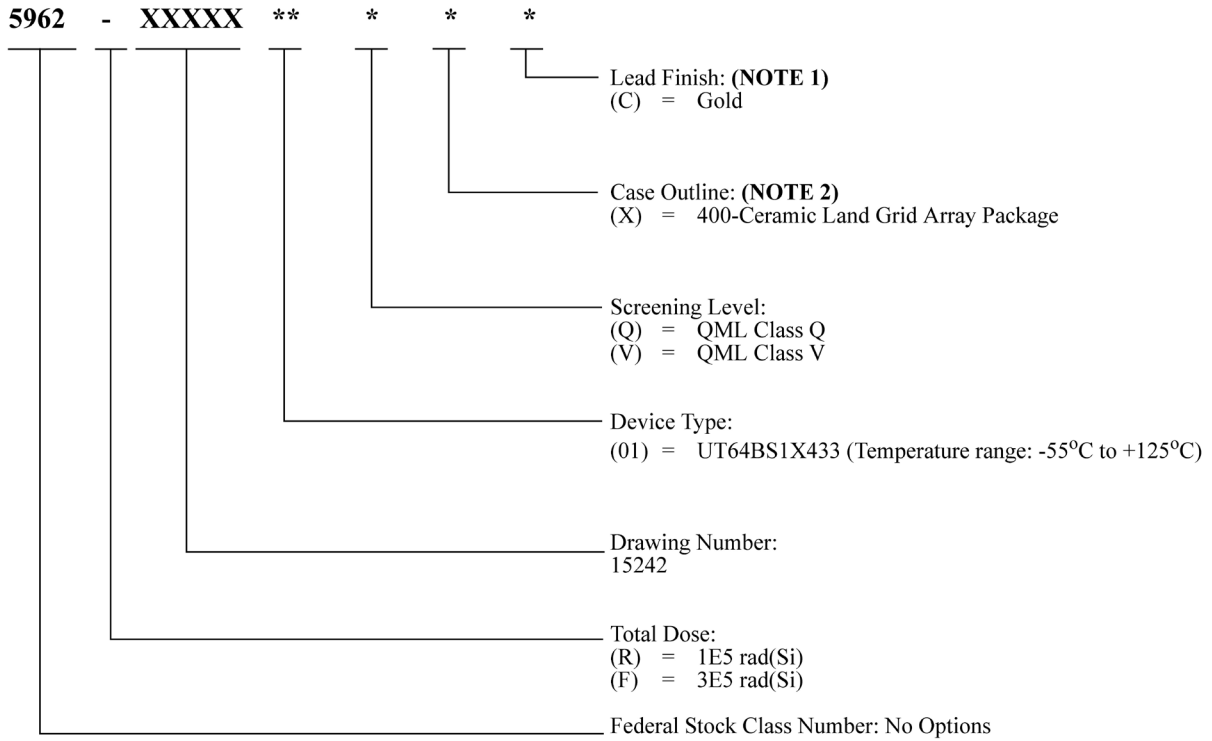 5962 - XXXXX ** * * *
Lead Finish: (NOTE 1)
(C) = Gold
Case Outline: (NOTE 2)
(X) = 400-Ceramic Land Grid Array Package
Screening Level:
(Q) = QML Class Q
(V) = QML Class V
Device Type:
(01) = UT64BS1X433 (Temperature range: -55°C to +125°C)
Drawing Number:
15242
Total Dose:
(R) = 1E5 rad(Si)
(F) = 3E5 rad(Si)
Federal Stock Class Number: No Options